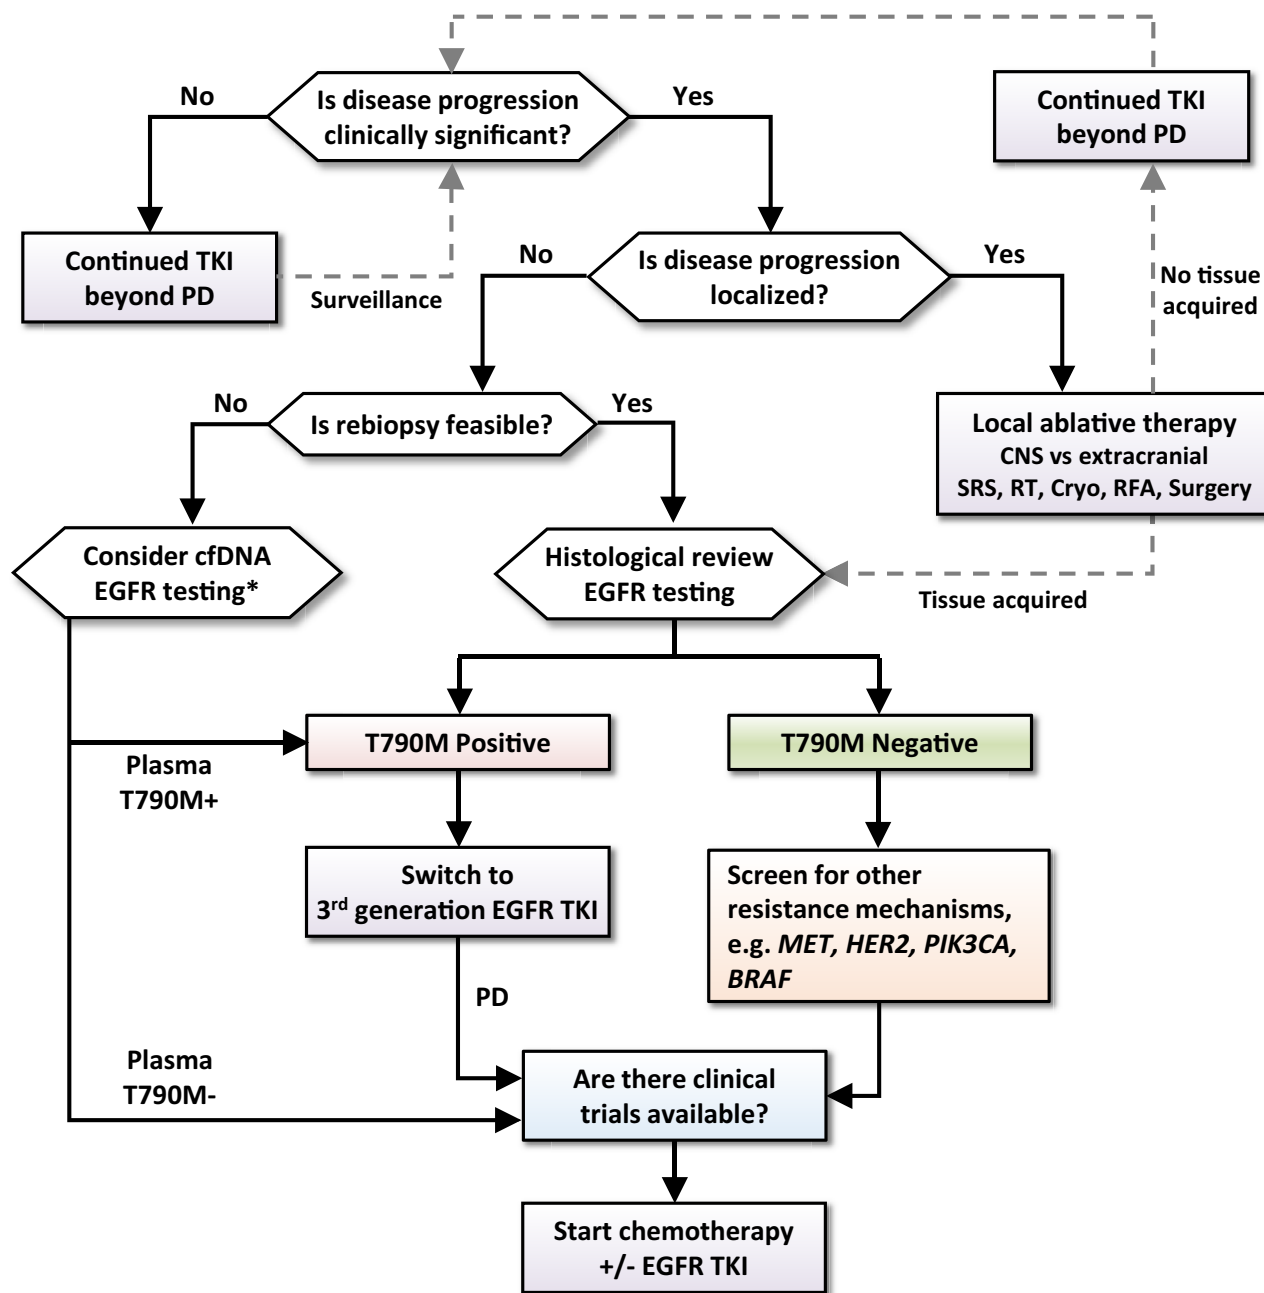 No
Is disease progression
clinically significant?
Yes
Continued TKI
beyond PD
Continued TKI
beyond PD
Surveillance
No
Is disease progression
localized?
Yes
No tissue
acquired
No
Is rebiopsy feasible?
Yes
Local ablative therapy
CNS vs extracranial
SRS, RT, Cryo, RFA, Surgery
Consider cfDNA
EGFR testing*
Histological review
EGFR testing
Tissue acquired
T790M Positive
T790M Negative
Plasma
T790M+
Switch to
3rd generation EGFR TKI
Screen for other
resistance mechanisms,
e.g. MET, HER2, PIK3CA,
BRAF
PD
Plasma
T790M-
Are there clinical
trials available?
Start chemotherapy
+/- EGFR TKI